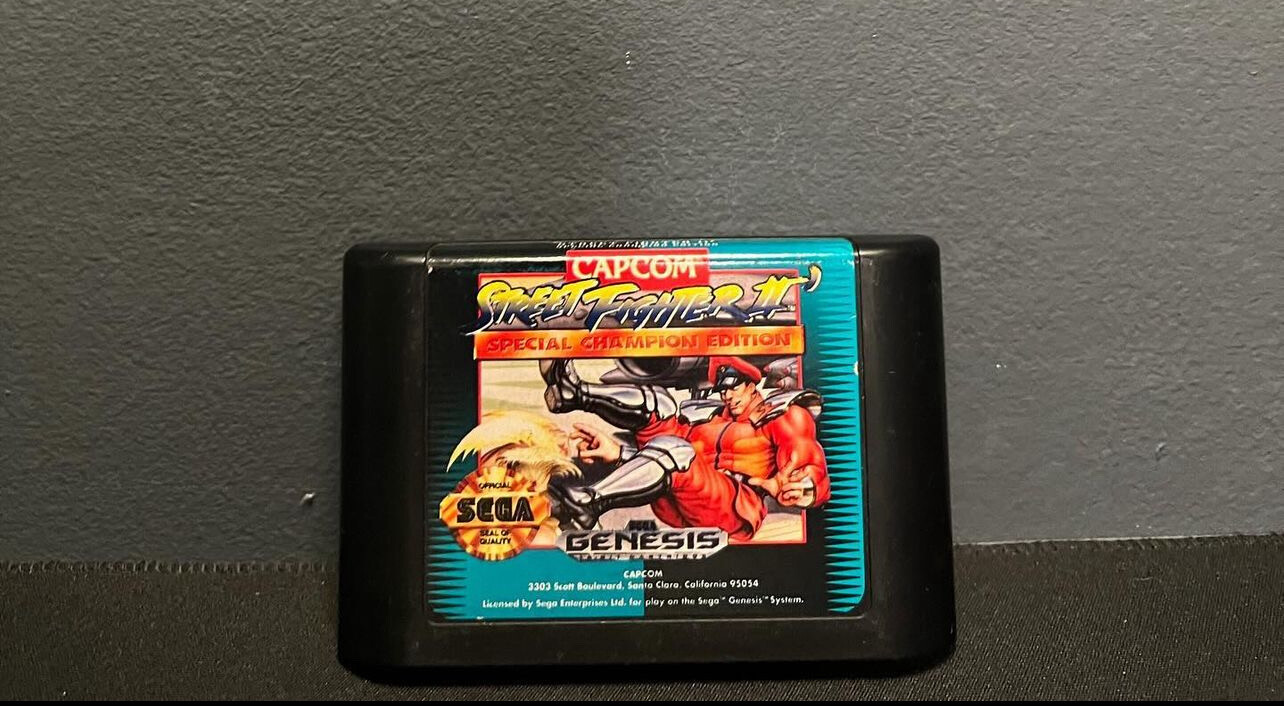 CAPCOM
STREET FIGHTER II'
SPECIAL CHAMPION EDITION
OFFICIAL
SEGA
SEAL OF
QUALITY
SEGA
GENESIS
CAPCOM
3303 Scott Boulevard, Santa Clara, California 95054
Licensed by Sega Enterprises Ltd. for play on the Sega™ Genesis™ System.